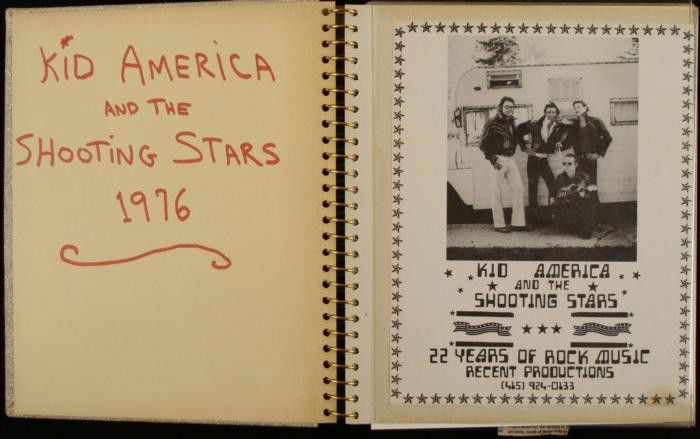 KiD AMERICA
AND THE
SHOOTING STARS
1976
KID AMERICA
AND THE
SHOOTING STARS
22 YEARS OF ROCK MUSIC
RECENT PRODUCTIONS
(415) 924-0133